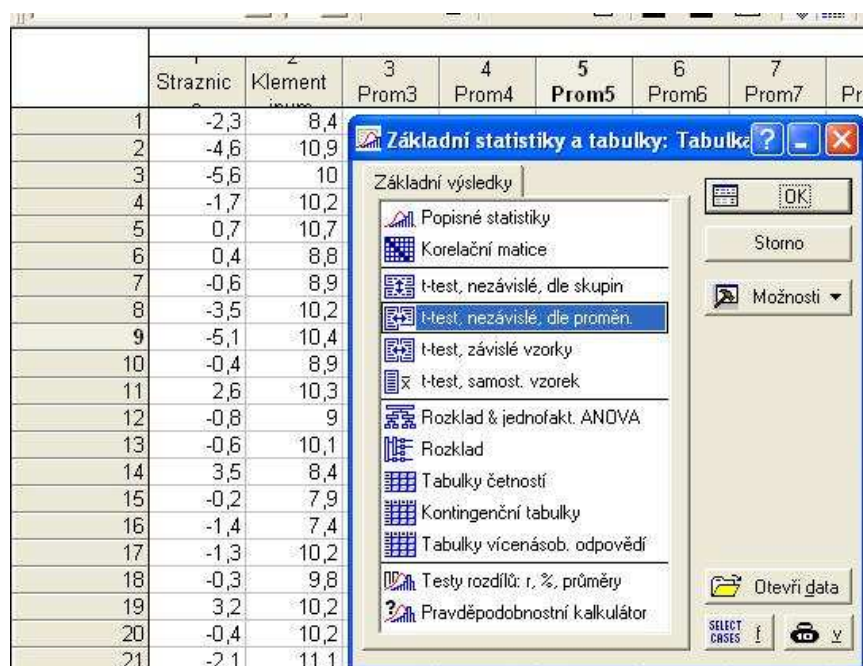 1 2 3 4 5 6 7
Straznic Klement Prom3 Prom4 Prom5 Prom6 Prom7 Pr
1 -2,3 8,4
2 -4,6 10,9
3 -5,6 10
4 -1,7 10,2
5 0,7 10,7
6 0,4 8,8
7 -0,6 8,9
8 -3,5 10,2
9 -5,1 10,4
10 -0,4 8,9
11 2,6 10,3
12 -0,8 9
13 -0,6 10,1
14 3,5 8,4
15 -0,2 7,9
16 -1,4 7,4
17 -1,3 10,2
18 -0,3 9,8
19 3,2 10,2
20 -0,4 10,2
21 -2,1 11,1
Základní statistiky a tabulky: Tabulka
Základní výsledky
Popisné statistiky
Korelační matice
t-test, nezávislé, dle skupin
t-test, nezávislé, dle proměn.
t-test, závislé vzorky
t-test, samost. vzorek
Rozklad & jednofakt. ANOVA
Rozklad
Tabulky četností
Kontingenční tabulky
Tabulky vícenásob. odpovědí
Testy rozdílů: r, %, průměry
Pravděpodobnostní kalkulátor
OK
Storno
Možnosti
Otevři data
SELECT CASES f v